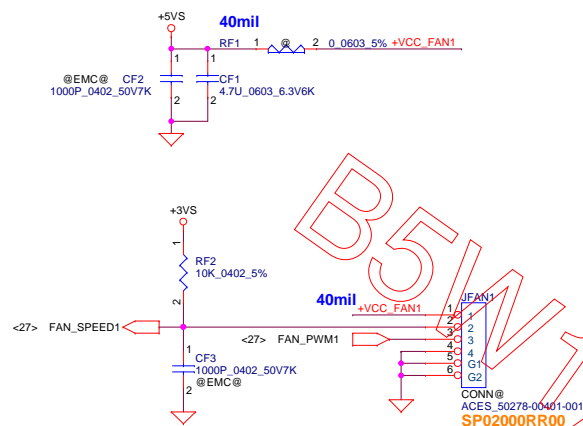 +5VS
40mil
RF1 1 @ 2 0_0603_5% +VCC_FAN1
1 1
@EMC@ CF2 CF1
1000P_0402_50V7K 4.7U_0603_6.3V6K
2 2
+3VS
1
RF2
10K_0402_5%
2
40mil
+VCC_FAN1
JFAN1
1 1
<27> FAN_SPEED1 2 2
<27> FAN_PWM1 3 3
4 4
5 G1
6 G2
1
CF3
1000P_0402_50V7K
@EMC@
2
CONN@
ACES_50278-00401-001
SP02000RR00
B5W1